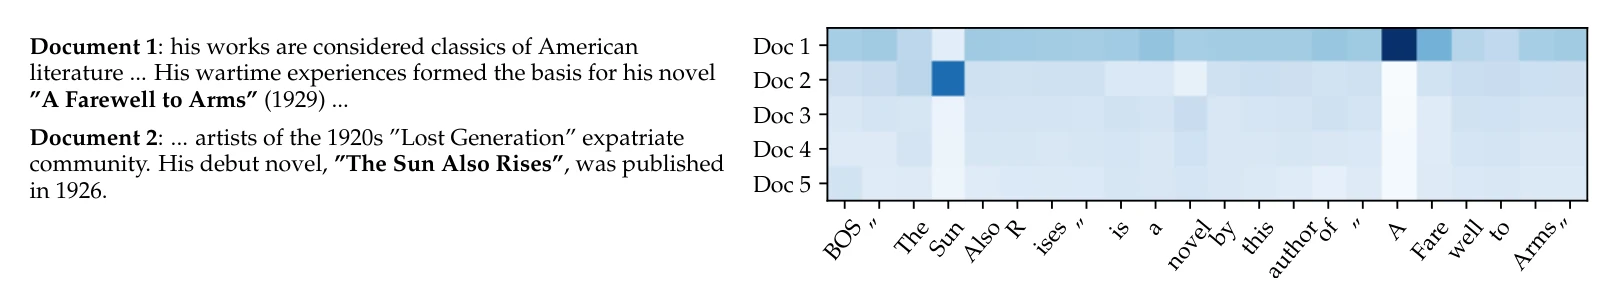 Document 1: his works are considered classics of American
literature ... His wartime experiences formed the basis for his novel
”A Farewell to Arms” (1929) ...
Document 2: ... artists of the 1920s ”Lost Generation” expatriate
community. His debut novel, ”The Sun Also Rises”, was published
in 1926.
Doc 1
Doc 2
Doc 3
Doc 4
Doc 5
BOS ” The Sun Also R ises ” is a novel by this author of ” A Fare well to Arms ”